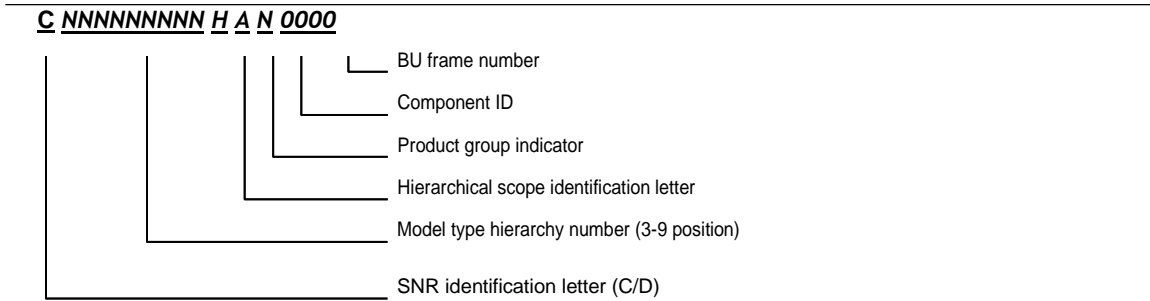 C NNNNNNNNN H A N 0000
BU frame number
Component ID
Product group indicator
Hierarchical scope identification letter
Model type hierarchy number (3-9 position)
SNR identification letter (C/D)